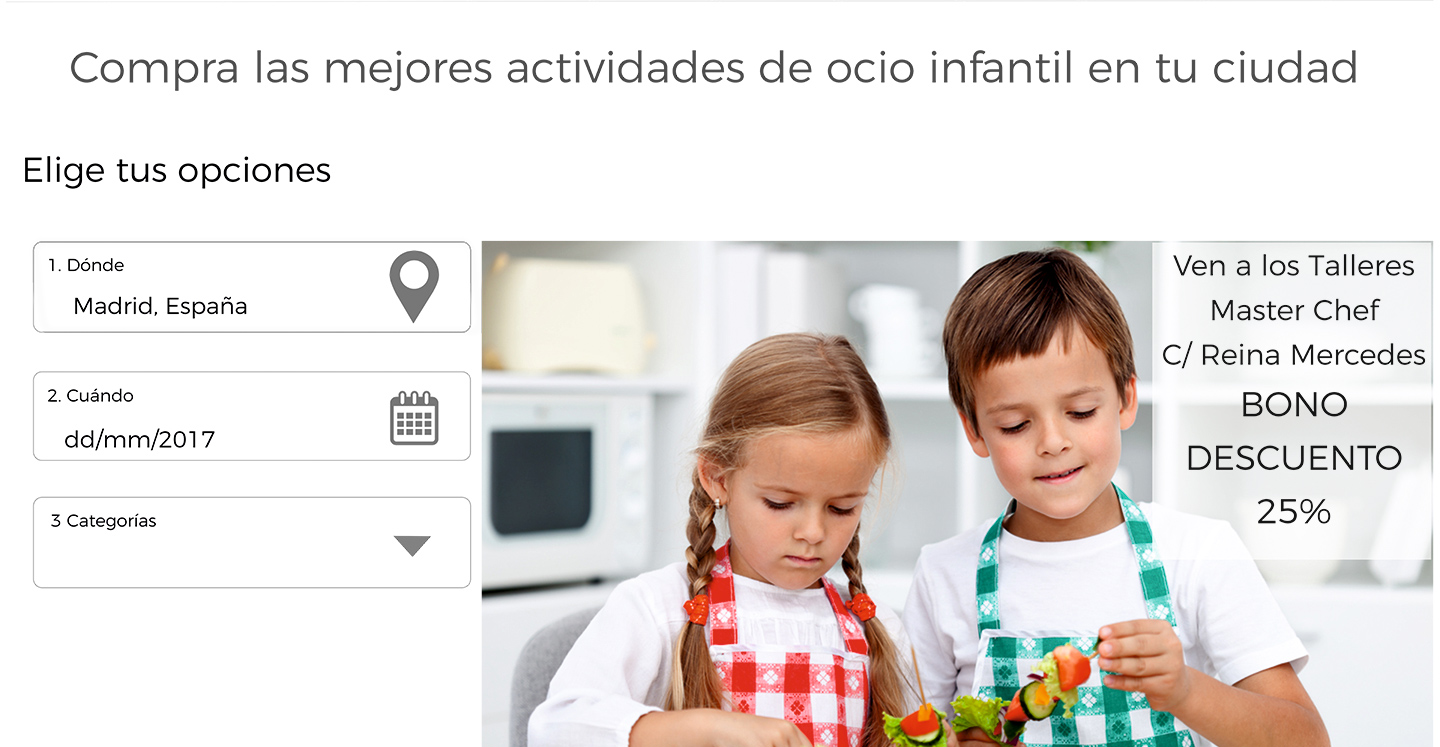 Compra las mejores actividades de ocio infantil en tu ciudad
Elige tus opciones
1. Dónde
Madrid, España
2. Cuándo
dd/mm/2017
3 Categorías
Ven a los Talleres
Master Chef
C/ Reina Mercedes
BONO
DESCUENTO
25%